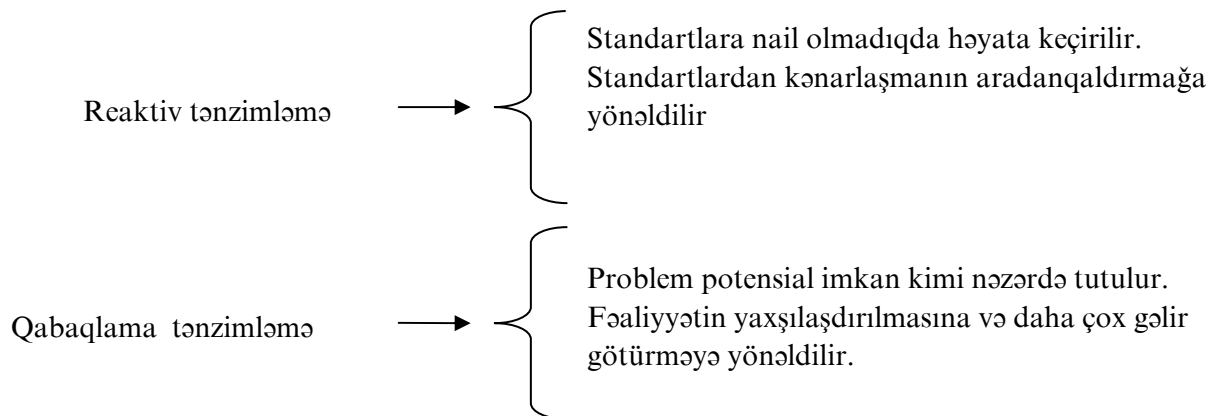 Standartlara nail olmadıqda həyata keçirilir.
Standartlardan kənarlaşmanın aradanqaldırmağa
yönəldilir
Reaktiv tənzimləmə
Problem potensial imkan kimi nəzərdə tutulur.
Fəaliyyətin yaxşılaşdırılmasına və daha çox gəlir
götürməyə yönəldilir.
Qabaqlama tənzimləmə